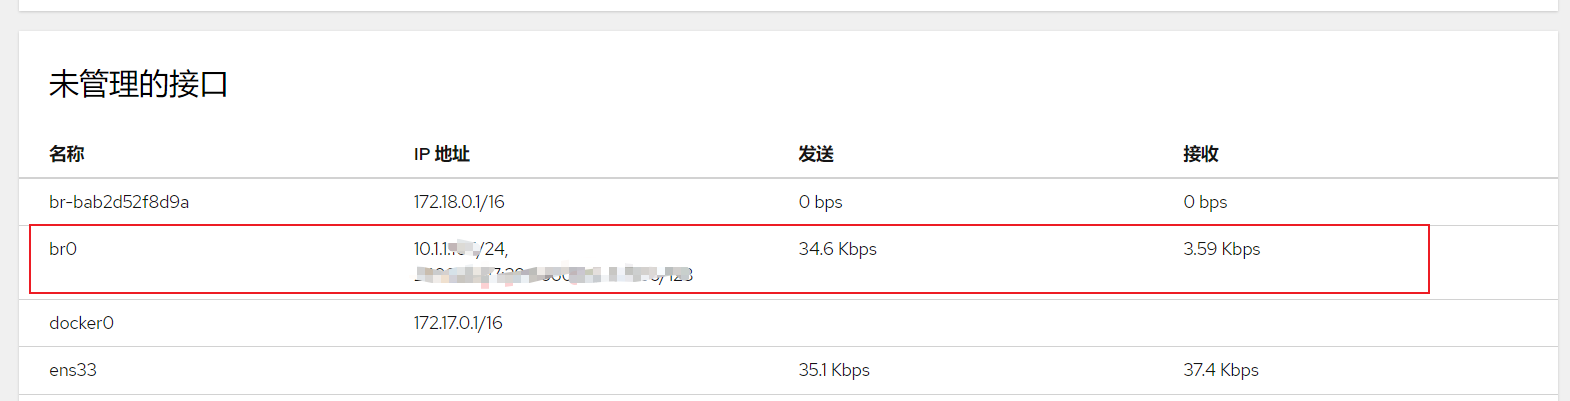 未管理的接口
名称 IP 地址 发送 接收
br-bab2d52f8d9a 172.18.0.1/16 0 bps 0 bps
br0 10.1.1 /24, 34.6 Kbps 3.59 Kbps
/128
docker0 172.17.0.1/16
ens33 35.1 Kbps 37.4 Kbps